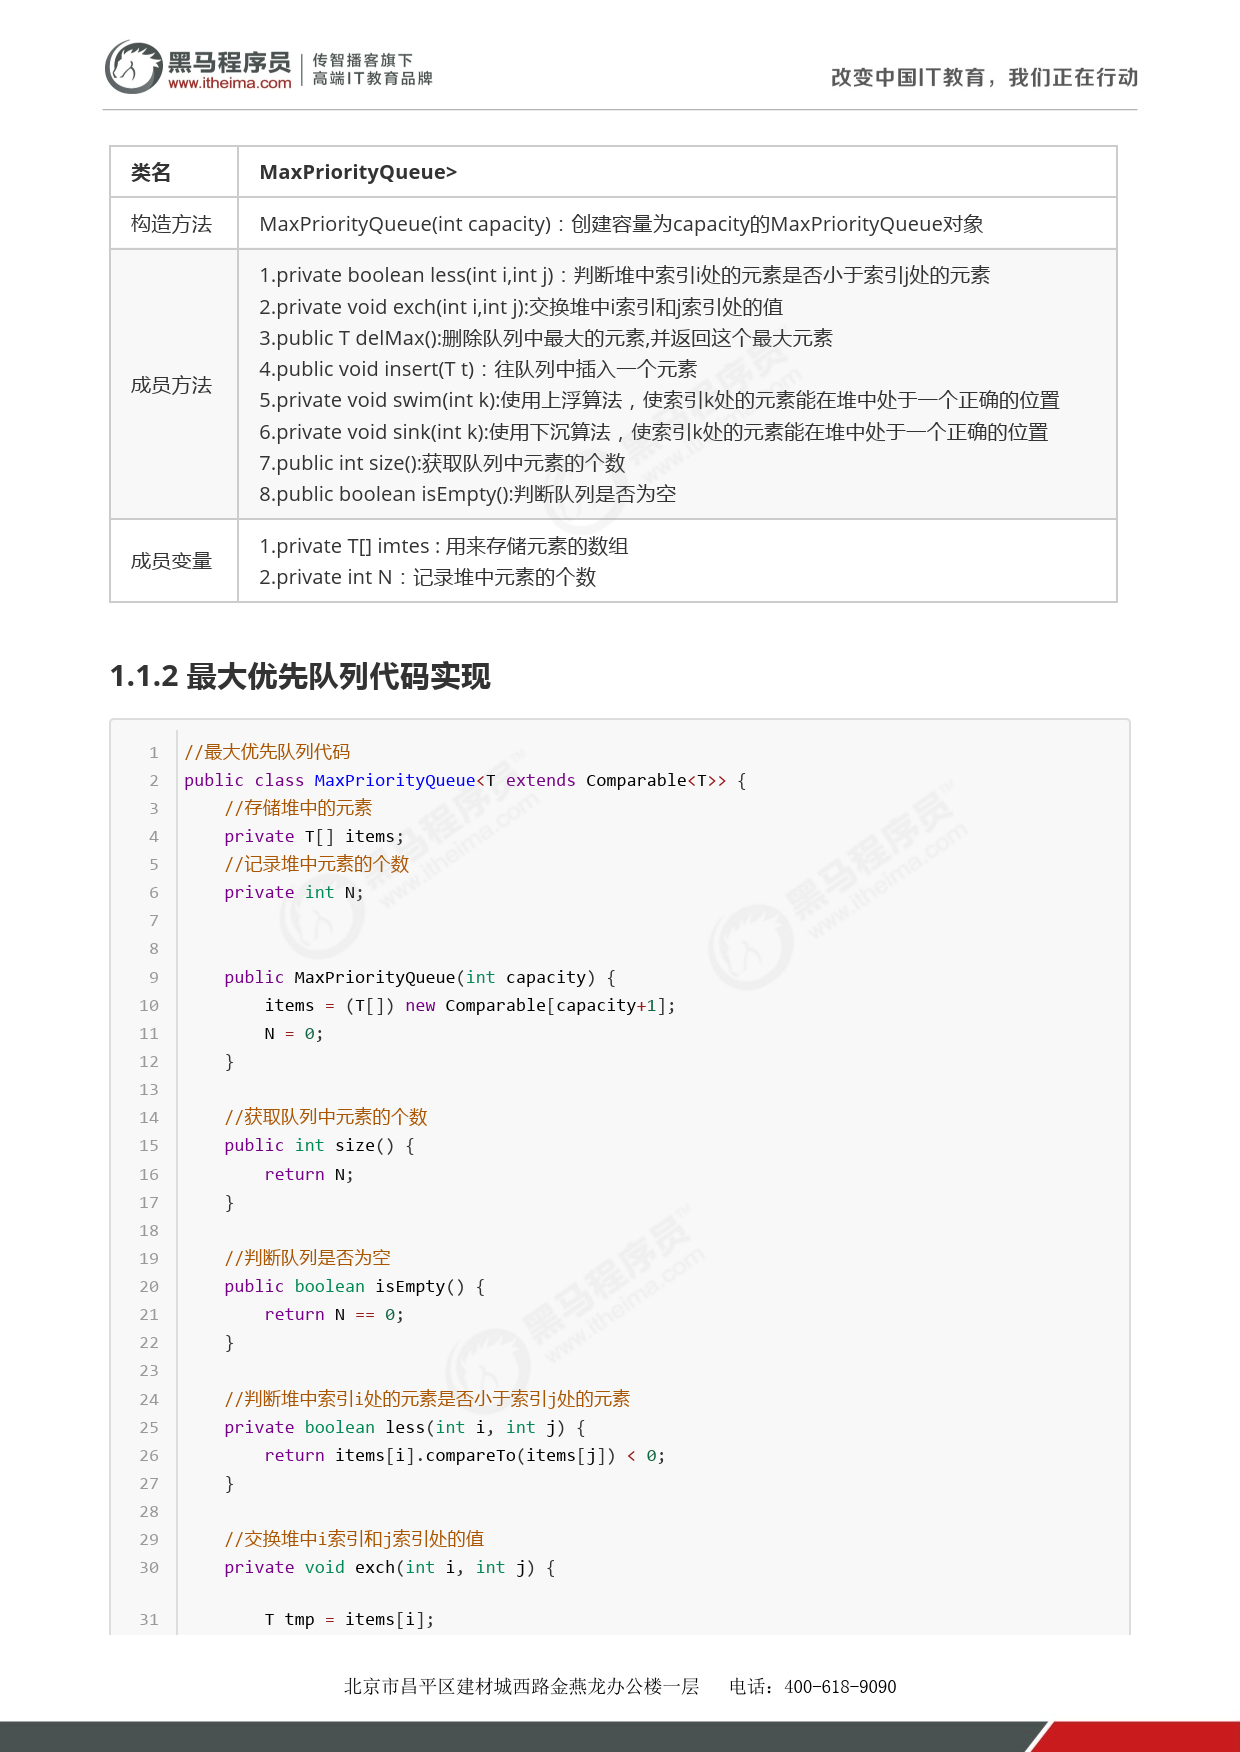 黑马程序员
www.itheima.com
传智播客旗下
高端IT教育品牌
改变中国IT教育，我们正在行动
类名 MaxPriorityQueue>
构造方法 MaxPriorityQueue(int capacity)：创建容量为capacity的MaxPriorityQueue对象
成员方法
1.private boolean less(int i,int j)：判断堆中索引i处的元素是否小于索引j处的元素
2.private void exch(int i,int j):交换堆中i索引和j索引处的值
3.public T delMax():删除队列中最大的元素,并返回这个最大元素
4.public void insert(T t)：往队列中插入一个元素
5.private void swim(int k):使用上浮算法，使索引k处的元素能在堆中处于一个正确的位置
6.private void sink(int k):使用下沉算法，使索引k处的元素能在堆中处于一个正确的位置
7.public int size():获取队列中元素的个数
8.public boolean isEmpty():判断队列是否为空
成员变量
1.private T[] imtes : 用来存储元素的数组
2.private int N：记录堆中元素的个数
1.1.2 最大优先队列代码实现
1 //最大优先队列代码
2 public class MaxPriorityQueue<T extends Comparable<T>> {
3     //存储堆中的元素
4     private T[] items;
5     //记录堆中元素的个数
6     private int N;
7
8
9     public MaxPriorityQueue(int capacity) {
10         items = (T[]) new Comparable[capacity+1];
11         N = 0;
12     }
13
14     //获取队列中元素的个数
15     public int size() {
16         return N;
17     }
18
19     //判断队列是否为空
20     public boolean isEmpty() {
21         return N == 0;
22     }
23
24     //判断堆中索引i处的元素是否小于索引j处的元素
25     private boolean less(int i, int j) {
26         return items[i].compareTo(items[j]) < 0;
27     }
28
29     //交换堆中i索引和j索引处的值
30     private void exch(int i, int j) {
31         T tmp = items[i];
北京市昌平区建材城西路金燕龙办公楼一层 电话：400-618-9090